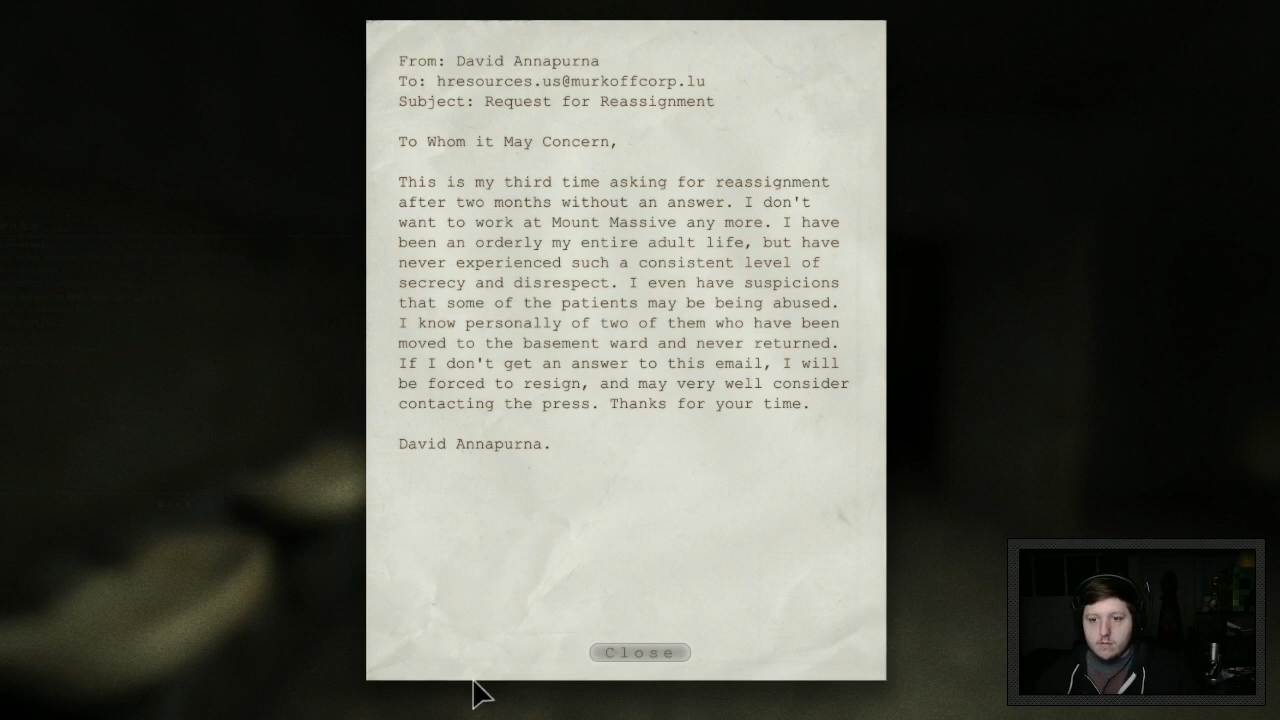 From: David Annapurna
To: hresources.us@murkoffcorp.lu
Subject: Request for Reassignment
To Whom it May Concern,
This is my third time asking for reassignment
after two months without an answer. I don't
want to work at Mount Massive any more. I have
been an orderly my entire adult life, but have
never experienced such a consistent level of
secrecy and disrespect. I even have suspicions
that some of the patients may be being abused.
I know personally of two of them who have been
moved to the basement ward and never returned.
If I don't get an answer to this email, I will
be forced to resign, and may very well consider
contacting the press. Thanks for your time.
David Annapurna.
Close